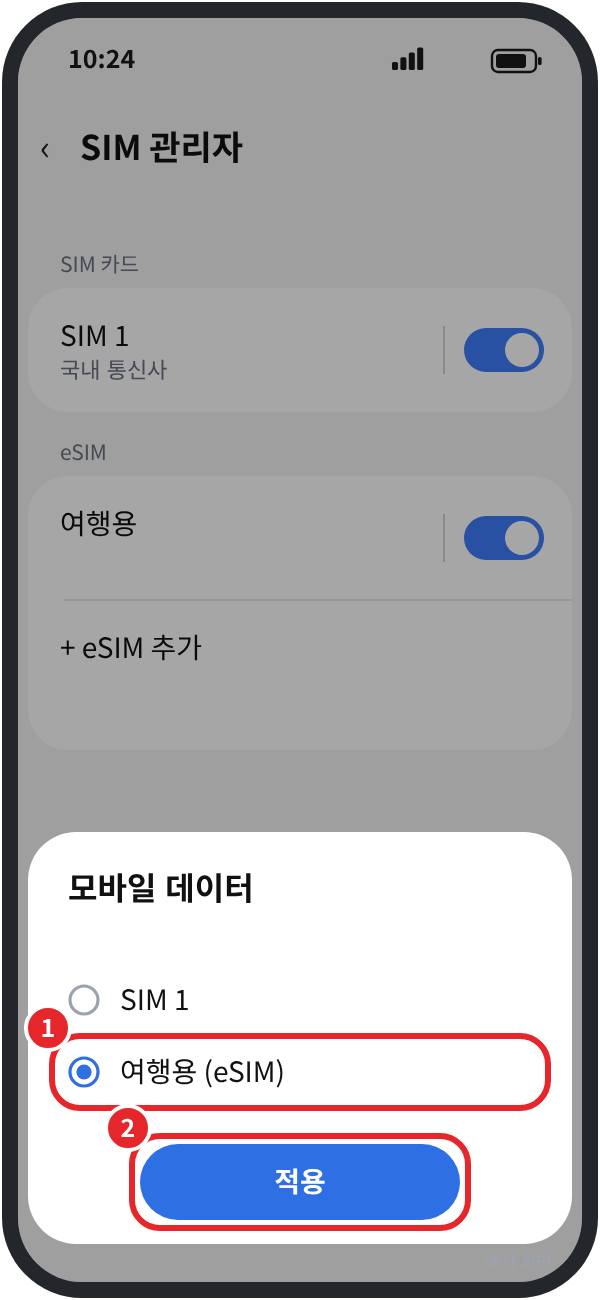 10:24
‹ SIM 관리자
SIM 카드
SIM 1
국내 통신사
eSIM
여행용
+ eSIM 추가
모바일 데이터
SIM 1
1
여행용 (eSIM)
2
적용